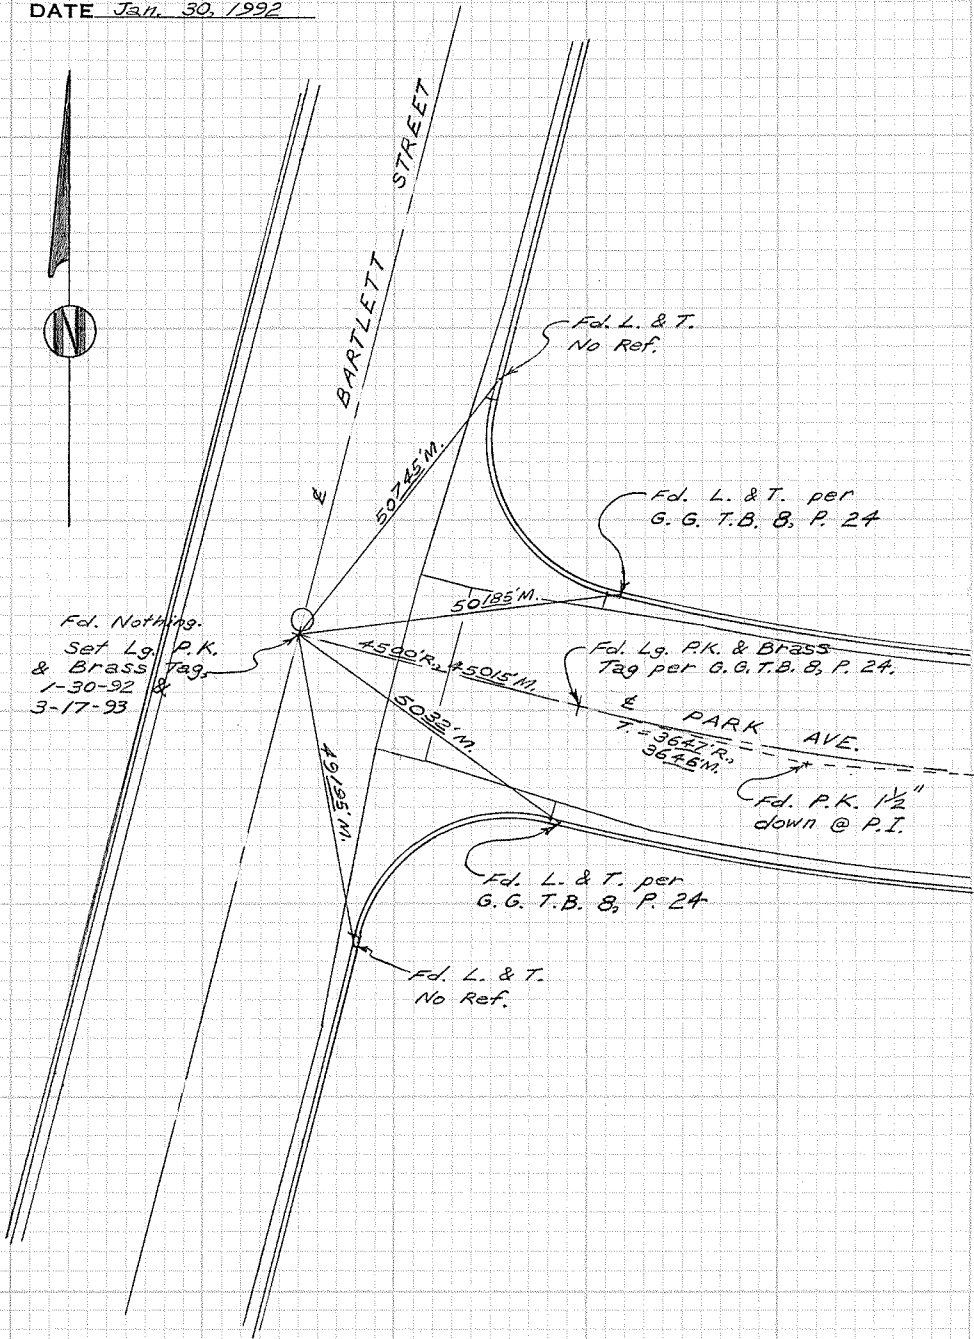 DATE Jan. 30, 1992
N
BARTLETT STREET
℄
Fd. L. & T.
No Ref.
50.745'M.
Fd. L. & T. per
G. G. T.B. 8, P. 24
50.185'M.
Fd. Nothing.
Set Lg. P.K.
& Brass Tag,
1-30-92 &
3-17-93
45.00'R., 45.015'M.
Fd. Lg. P.K. & Brass
Tag per G.G.T.B. 8, P. 24.
℄ PARK AVE.
T. = 36.47'R.,
36.46'M.
50.32'M.
49.195'M.
Fd. P.K. 1½"
down @ P.I.
Fd. L. & T. per
G. G. T.B. 8, P. 24
Fd. L. & T.
No Ref.